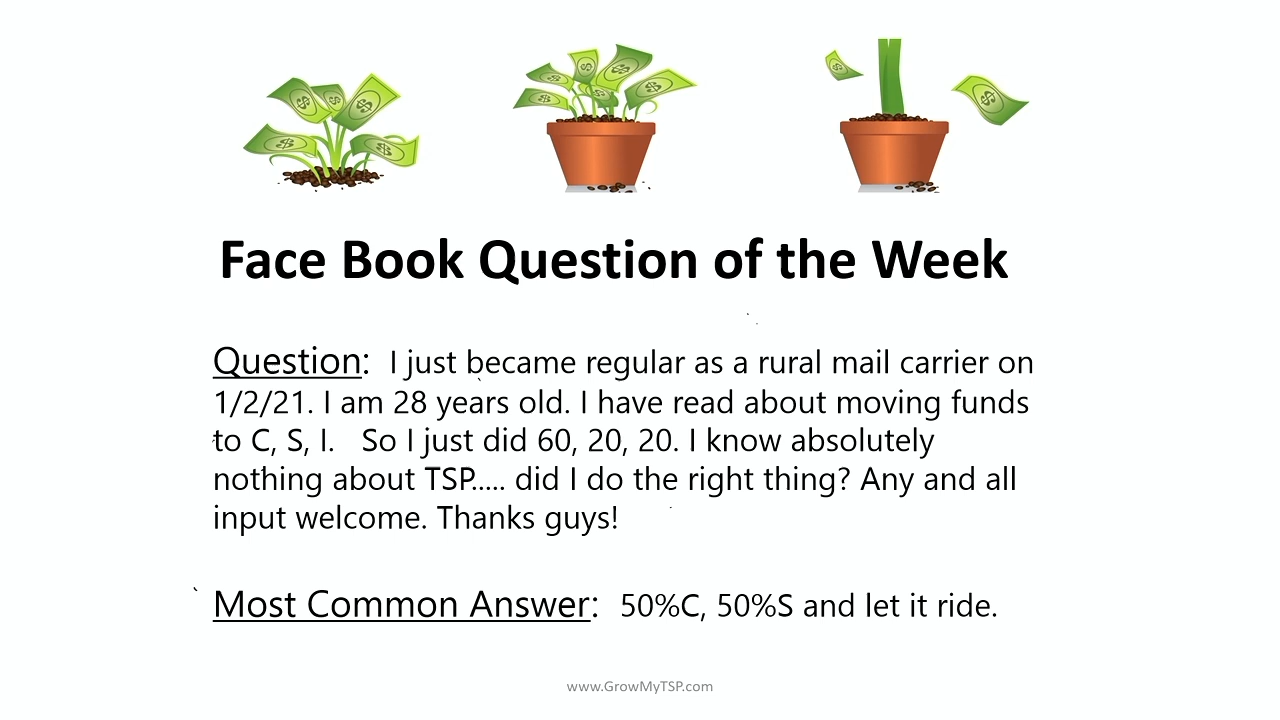 Face Book Question of the Week
Question: I just became regular as a rural mail carrier on
1/2/21. I am 28 years old. I have read about moving funds
to C, S, I. So I just did 60, 20, 20. I know absolutely
nothing about TSP..... did I do the right thing? Any and all
input welcome. Thanks guys!
Most Common Answer: 50%C, 50%S and let it ride.
www.GrowMyTSP.com